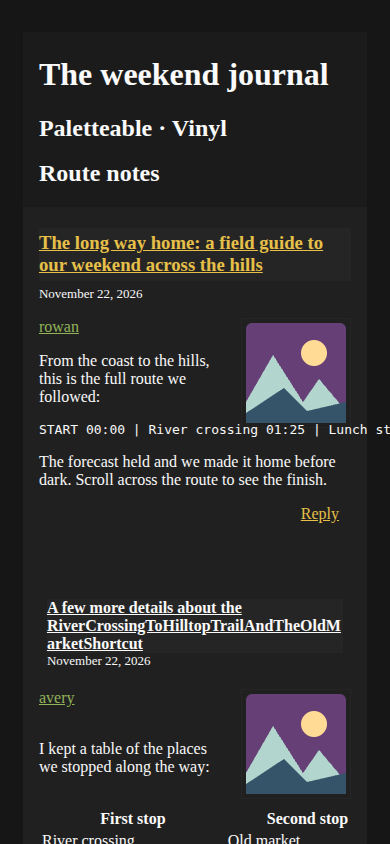 The weekend journal
Paletteable · Vinyl
Route notes
The long way home: a field guide to
our weekend across the hills
November 22, 2026
rowan
From the coast to the hills,
this is the full route we
followed:
START 00:00 | River crossing 01:25 | Lunch st
The forecast held and we made it home before
dark. Scroll across the route to see the finish.
Reply
A few more details about the
RiverCrossingToHilltopTrailAndTheOldM
arketShortcut
November 22, 2026
avery
I kept a table of the places
we stopped along the way:
First stop Second stop
River crossing Old market